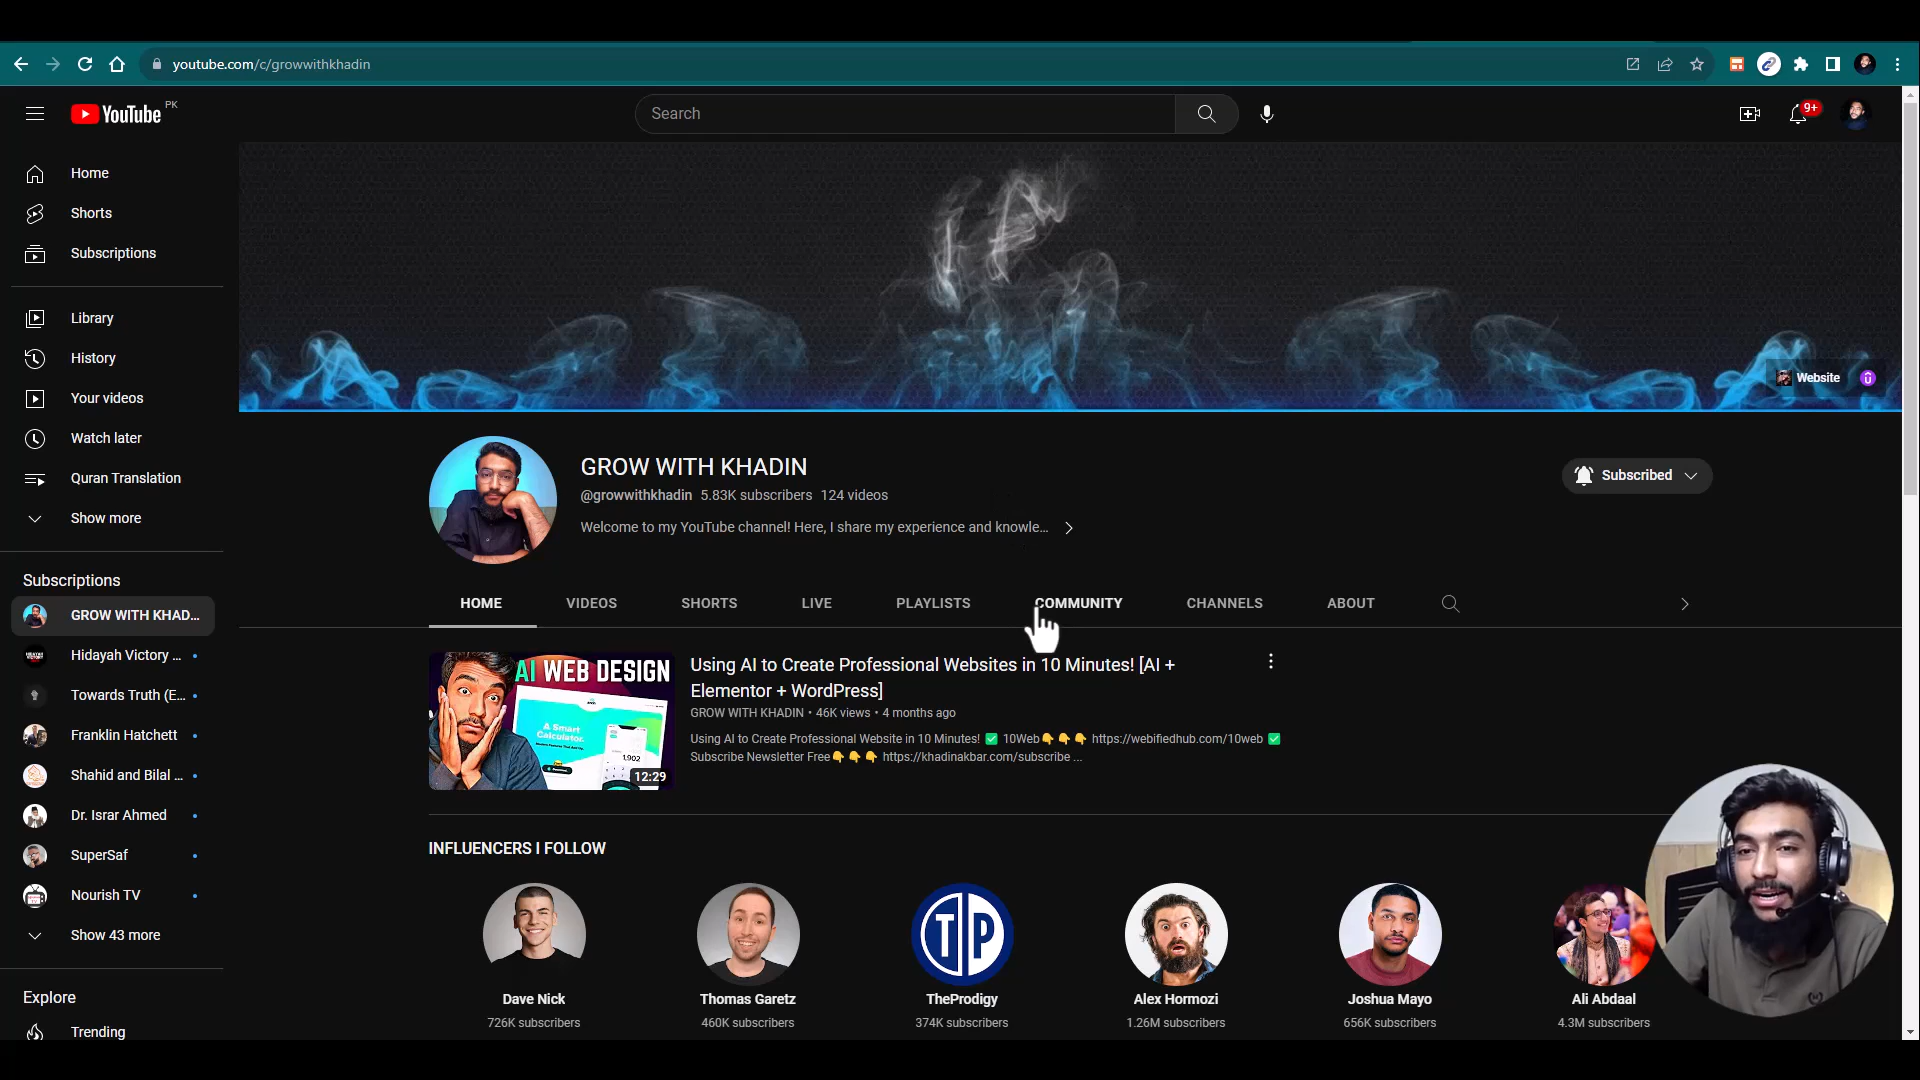 youtube.com/c/growwithkhadin
YouTube PK
Search
9+
Home
Shorts
Subscriptions
Library
History
Your videos
Watch later
Quran Translation
Show more
Subscriptions
GROW WITH KHAD...
Hidayah Victory ...
Towards Truth (E...
Franklin Hatchett
Shahid and Bilal ...
Dr. Israr Ahmed
SuperSaf
Nourish TV
Show 43 more
Explore
Trending
Website
GROW WITH KHADIN
@growwithkhadin 5.83K subscribers 124 videos
Welcome to my YouTube channel! Here, I share my experience and knowle...
Subscribed
HOME VIDEOS SHORTS LIVE PLAYLISTS COMMUNITY CHANNELS ABOUT
AI WEB DESIGN
A Smart
Calculator.
1,902
12:29
Using AI to Create Professional Websites in 10 Minutes! [AI +
Elementor + WordPress]
GROW WITH KHADIN • 46K views • 4 months ago
Using AI to Create Professional Website in 10 Minutes! ✅ 10Web👇👇👇 https://webifiedhub.com/10web ✅
Subscribe Newsletter Free👇👇👇 https://khadinakbar.com/subscribe ...
INFLUENCERS I FOLLOW
TP
Dave Nick
726K subscribers
Thomas Garetz
460K subscribers
TheProdigy
374K subscribers
Alex Hormozi
1.26M subscribers
Joshua Mayo
656K subscribers
Ali Abdaal
4.3M subscribers